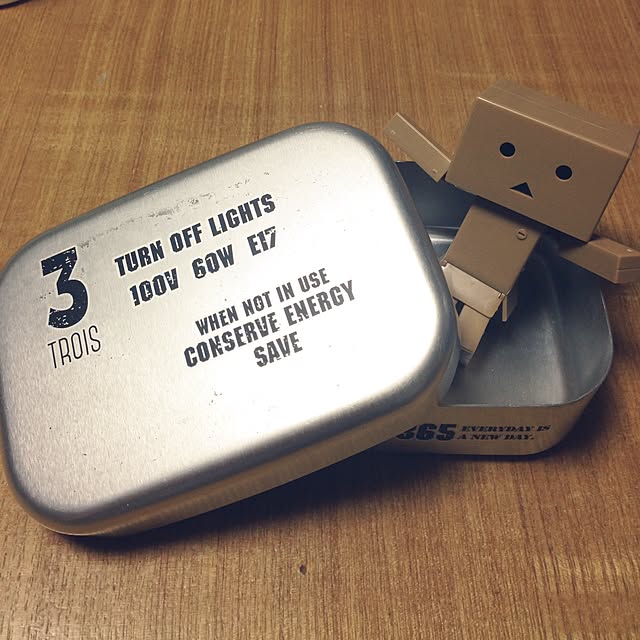 3
TROIS
TURN OFF LIGHTS
100V 60W E17
WHEN NOT IN USE
CONSERVE ENERGY
SAVE
365 EVERYDAY IS
A NEW DAY.